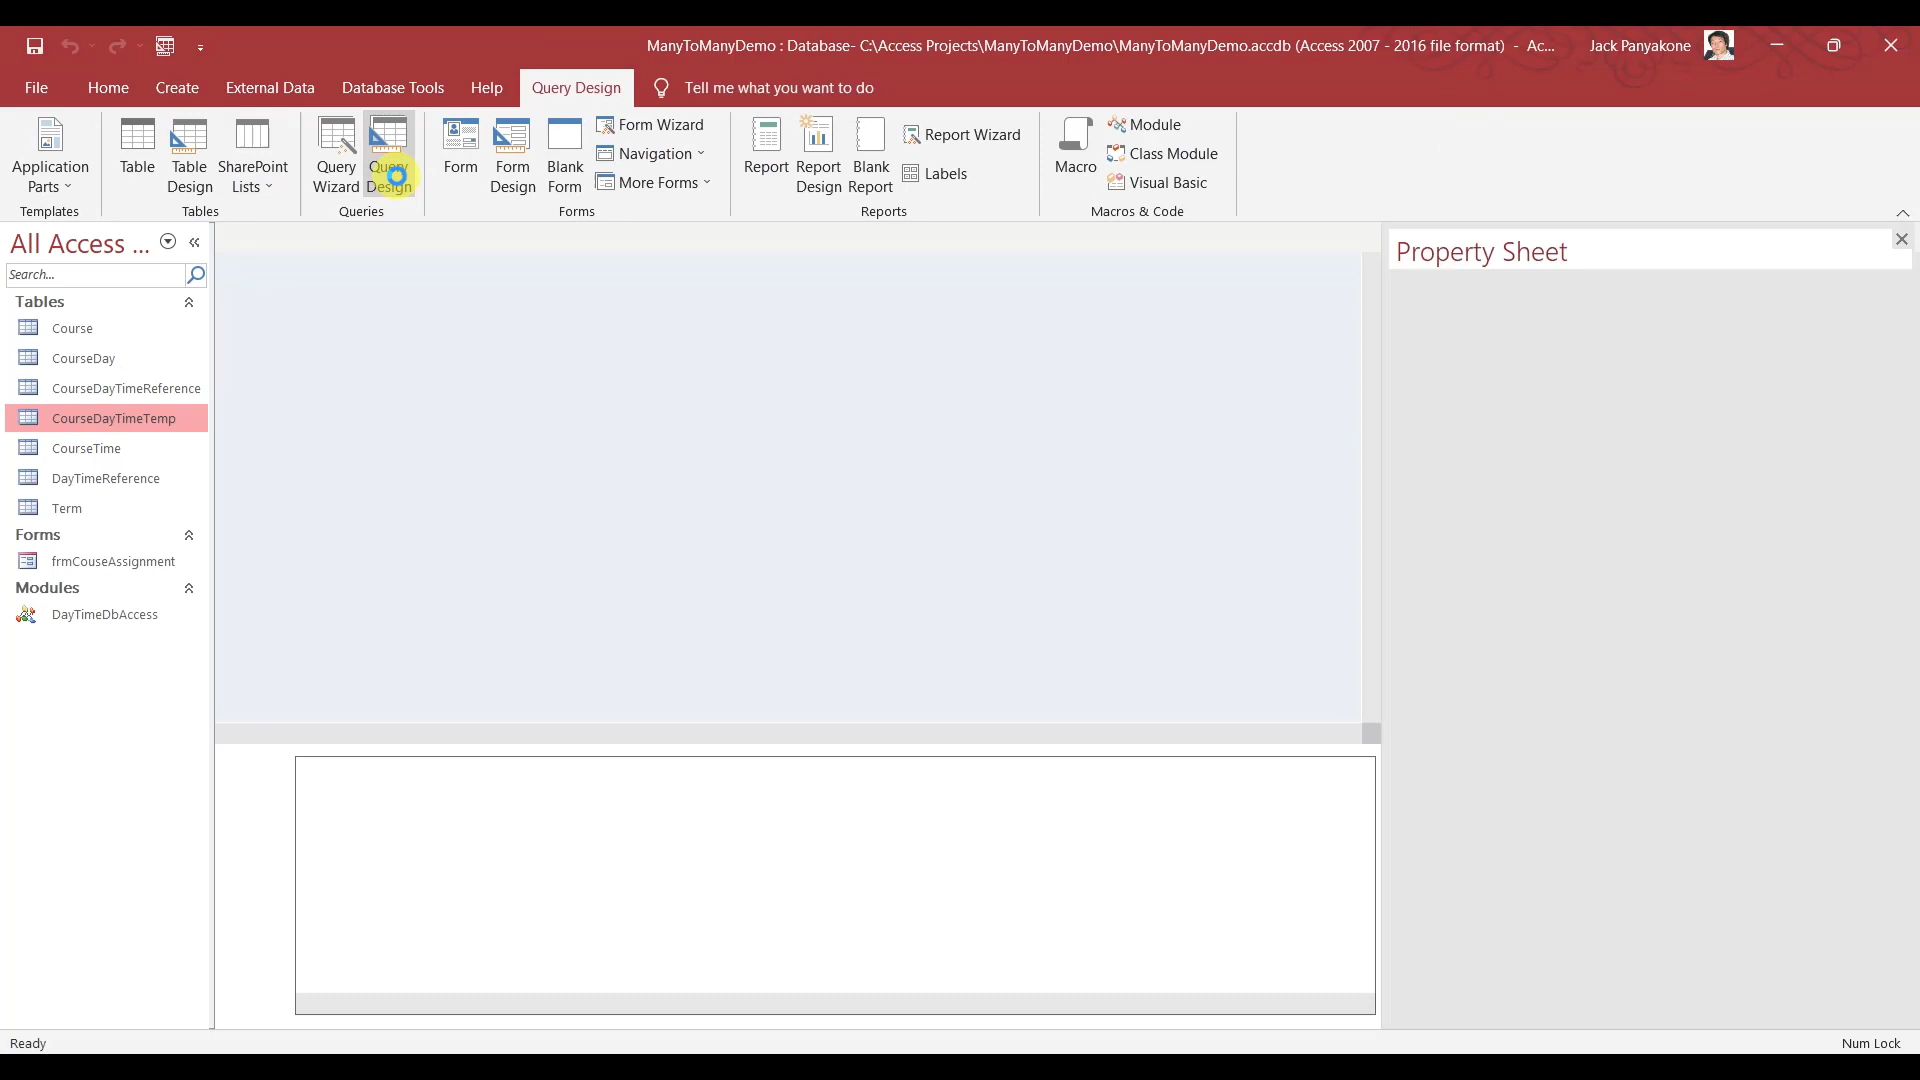 ManyToManyDemo : Database- C:\Access Projects\ManyToManyDemo\ManyToManyDemo.accdb (Access 2007 - 2016 file format) - Ac... Jack Panyakone
File Home Create External Data Database Tools Help Query Design Tell me what you want to do
Application Parts
Templates
Table
Table Design
SharePoint Lists
Tables
Query Wizard
Query Design
Queries
Form
Form Design
Blank Form
Form Wizard
Navigation
More Forms
Forms
Report
Report Design
Blank Report
Report Wizard
Labels
Reports
Macro
Module
Class Module
Visual Basic
Macros & Code
All Access ...
Search...
Tables
Course
CourseDay
CourseDayTimeReference
CourseDayTimeTemp
CourseTime
DayTimeReference
Term
Forms
frmCouseAssignment
Modules
DayTimeDbAccess
Property Sheet
Ready
Num Lock